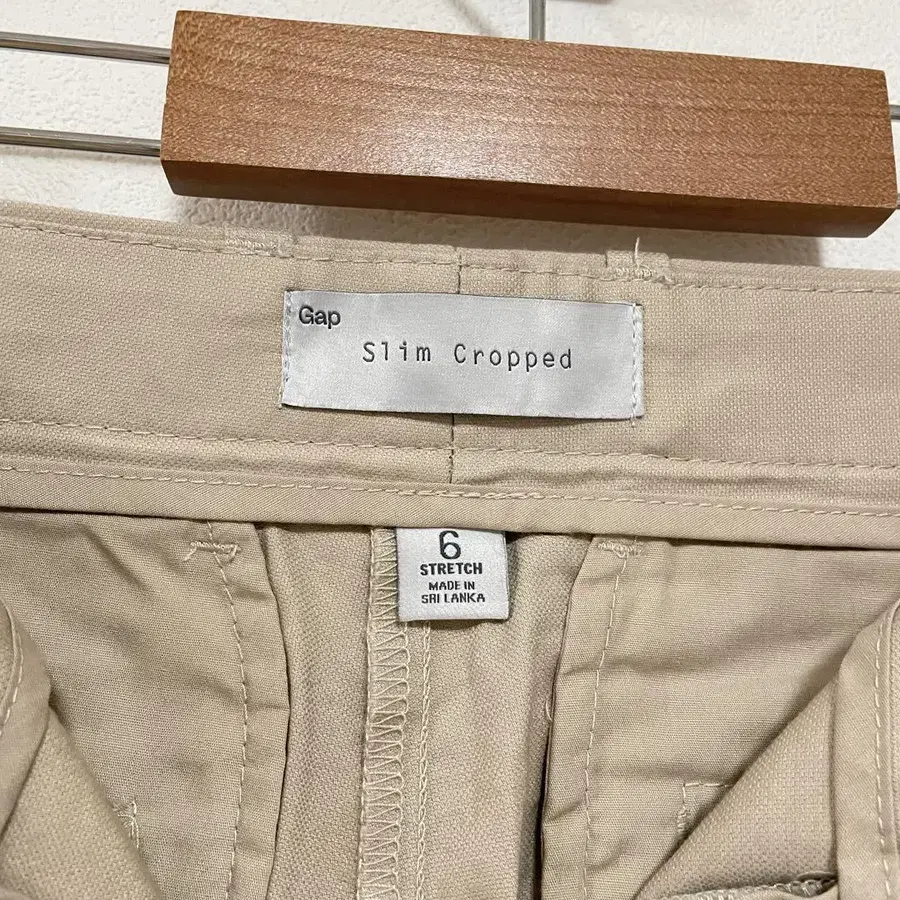 Gap
Slim Cropped
6
STRETCH
MADE IN
SRI LANKA